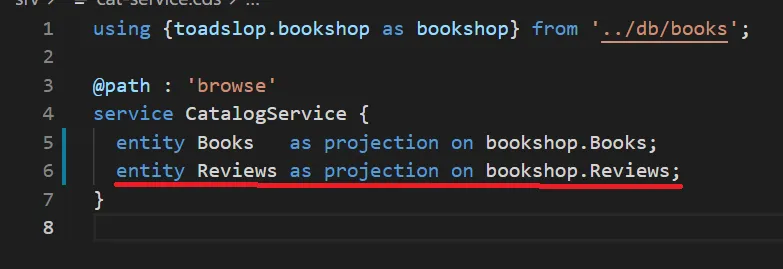 srv > cat-service.cds > ...
1 using {toadslop.bookshop as bookshop} from '../db/books';
2
3 @path : 'browse'
4 service CatalogService {
5 entity Books   as projection on bookshop.Books;
6 entity Reviews as projection on bookshop.Reviews;
7 }
8